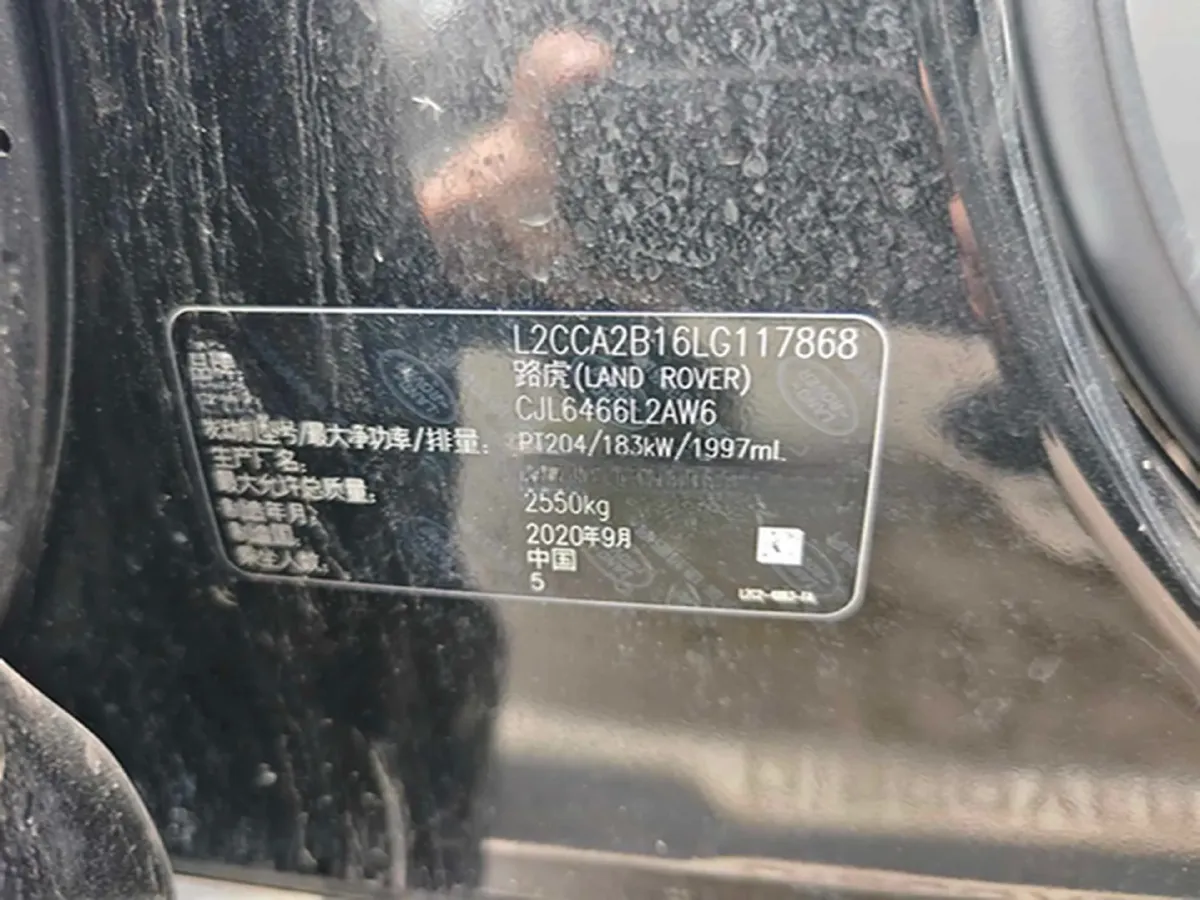 L2CCA2B16LG117868
品牌: 路虎(LAND ROVER)
CJL6466L2AW6
发动机型号/最大净功率/排量: PT204/183kW/1997mL
生产厂名:
最大允许总质量: 2550kg
制造年月: 2020年9月
制造国: 中国
乘坐人数: 5